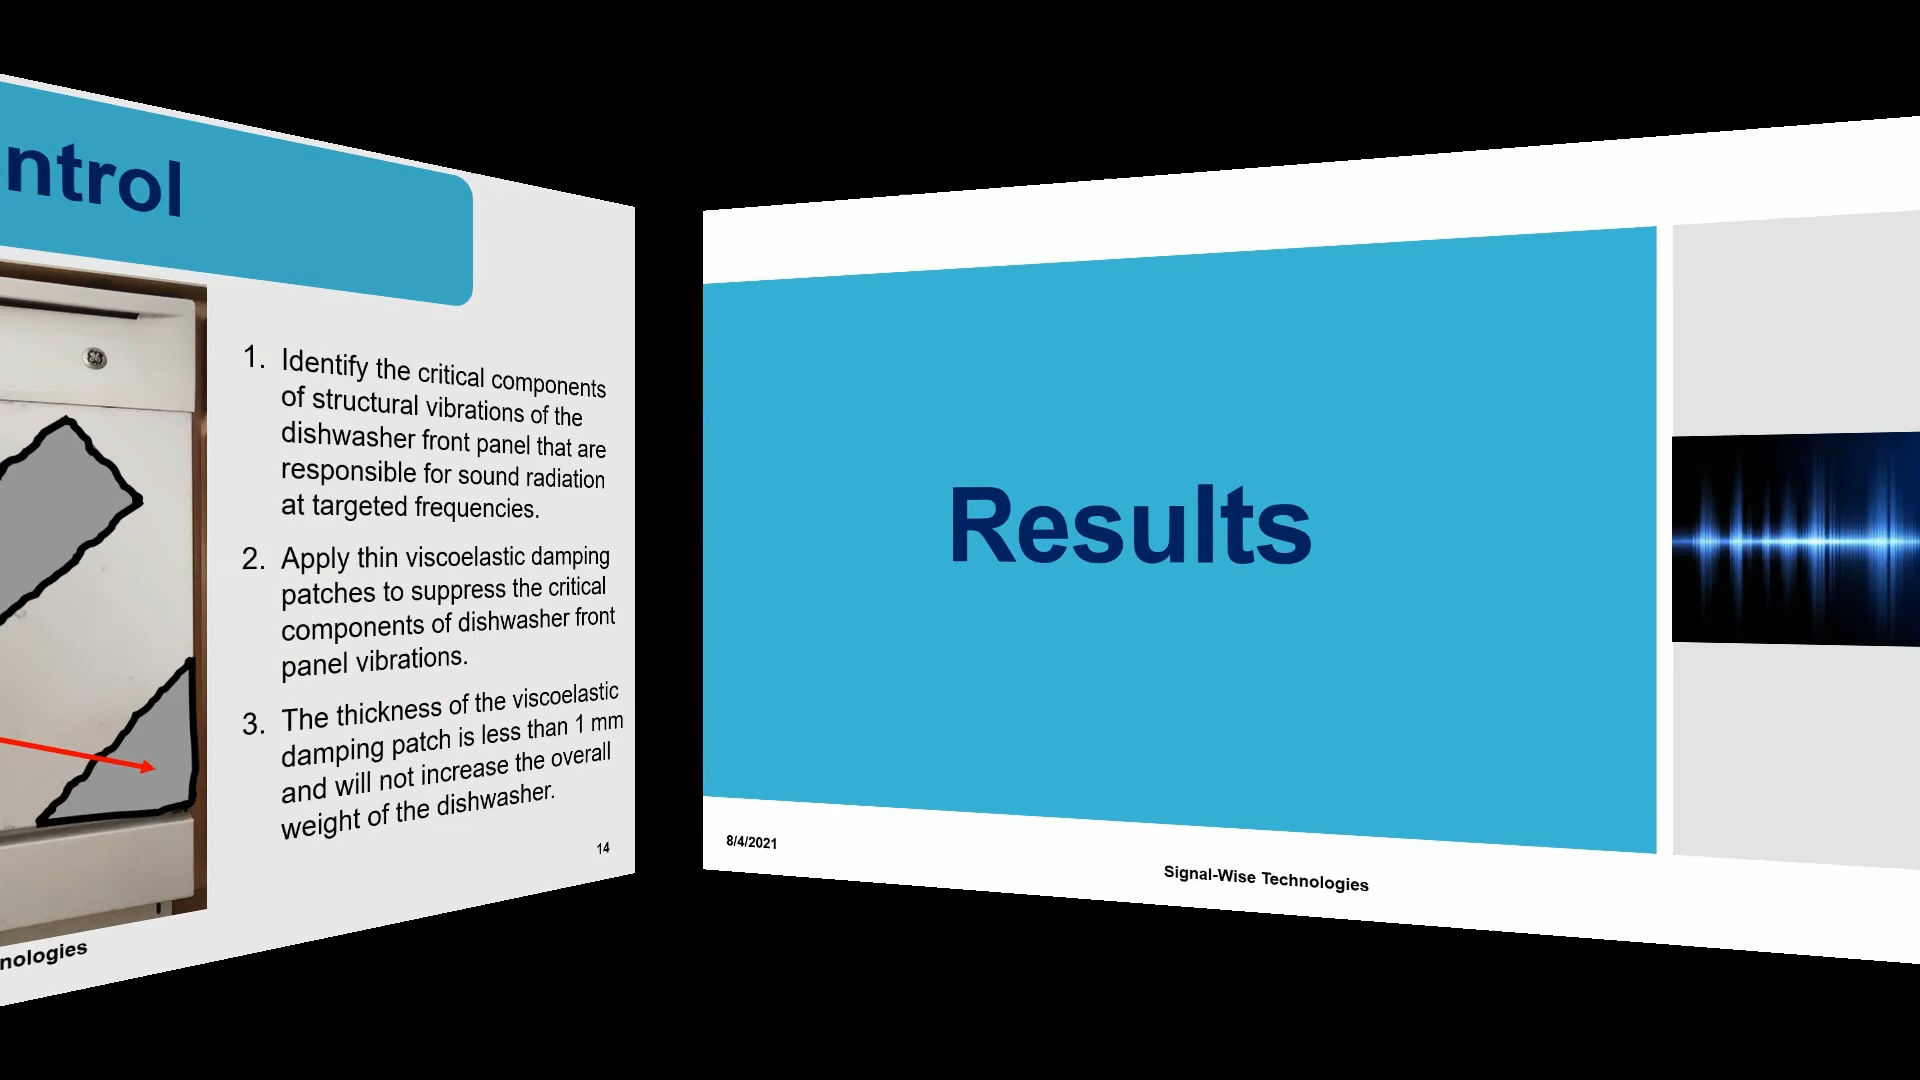 ntrol
1. Identify the critical components
of structural vibrations of the
dishwasher front panel that are
responsible for sound radiation
at targeted frequencies.
2. Apply thin viscoelastic damping
patches to suppress the critical
components of dishwasher front
panel vibrations.
3. The thickness of the viscoelastic
damping patch is less than 1 mm
and will not increase the overall
weight of the dishwasher.
14
nologies
Results
8/4/2021
Signal-Wise Technologies